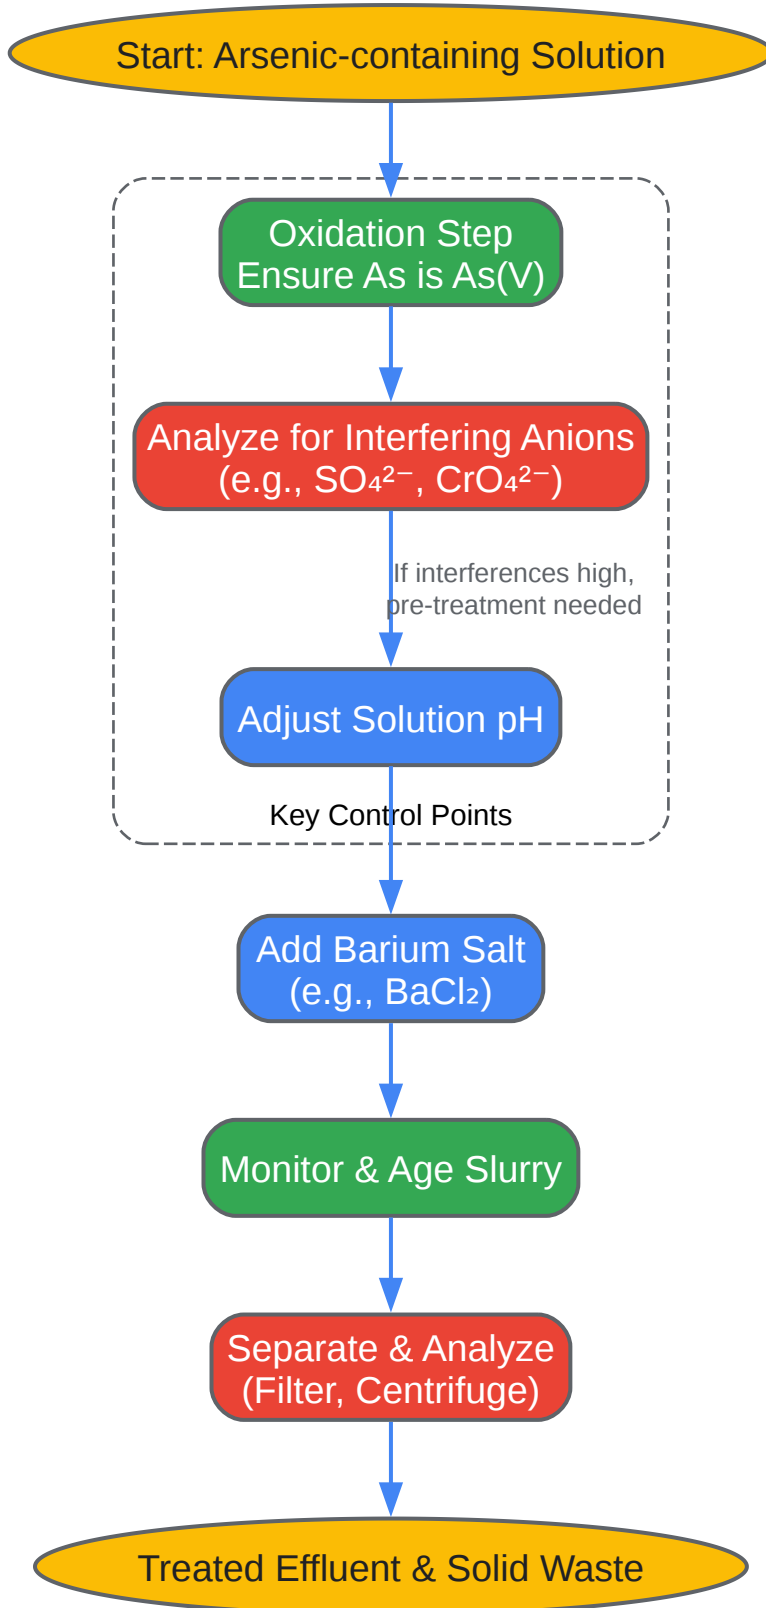 Start: Arsenic-containing Solution
Oxidation Step
Ensure As is As(V)
Analyze for Interfering Anions
(e.g., SO₄²⁻, CrO₄²⁻)
If interferences high,
pre-treatment needed
Adjust Solution pH
Key Control Points
Add Barium Salt
(e.g., BaCl₂)
Monitor & Age Slurry
Separate & Analyze
(Filter, Centrifuge)
Treated Effluent & Solid Waste